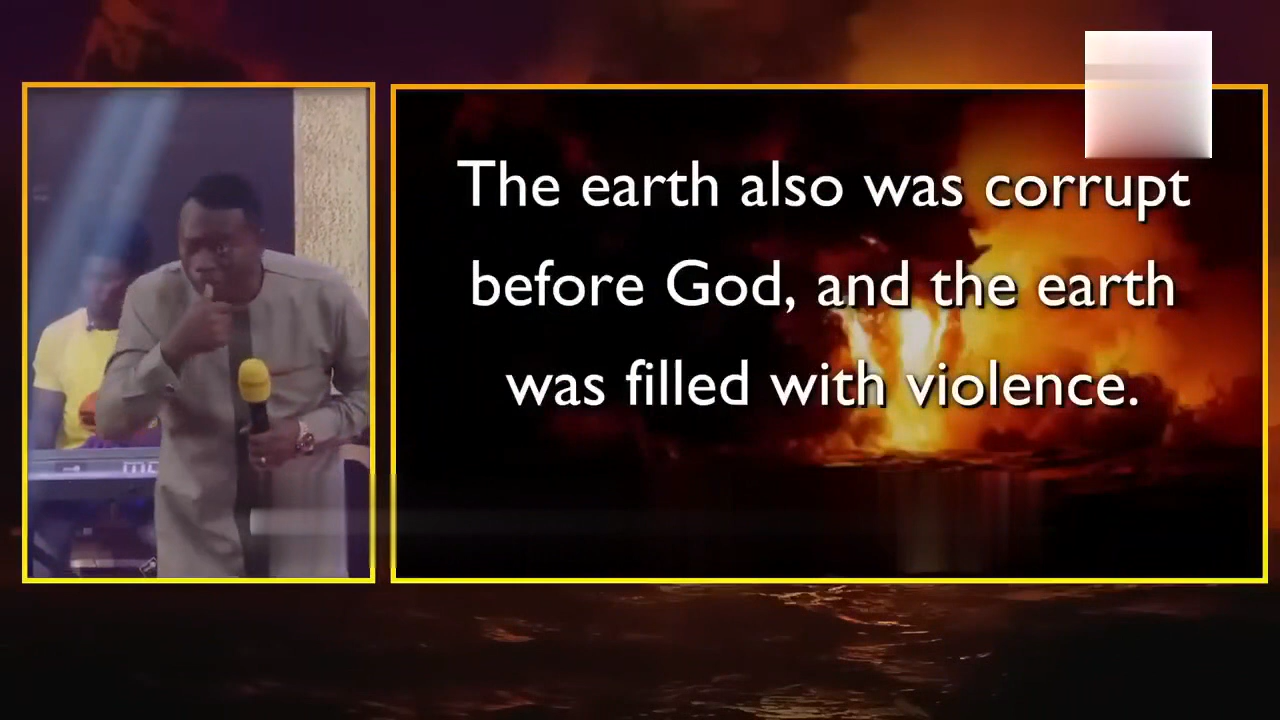 The earth also was corrupt
before God, and the earth
was filled with violence.